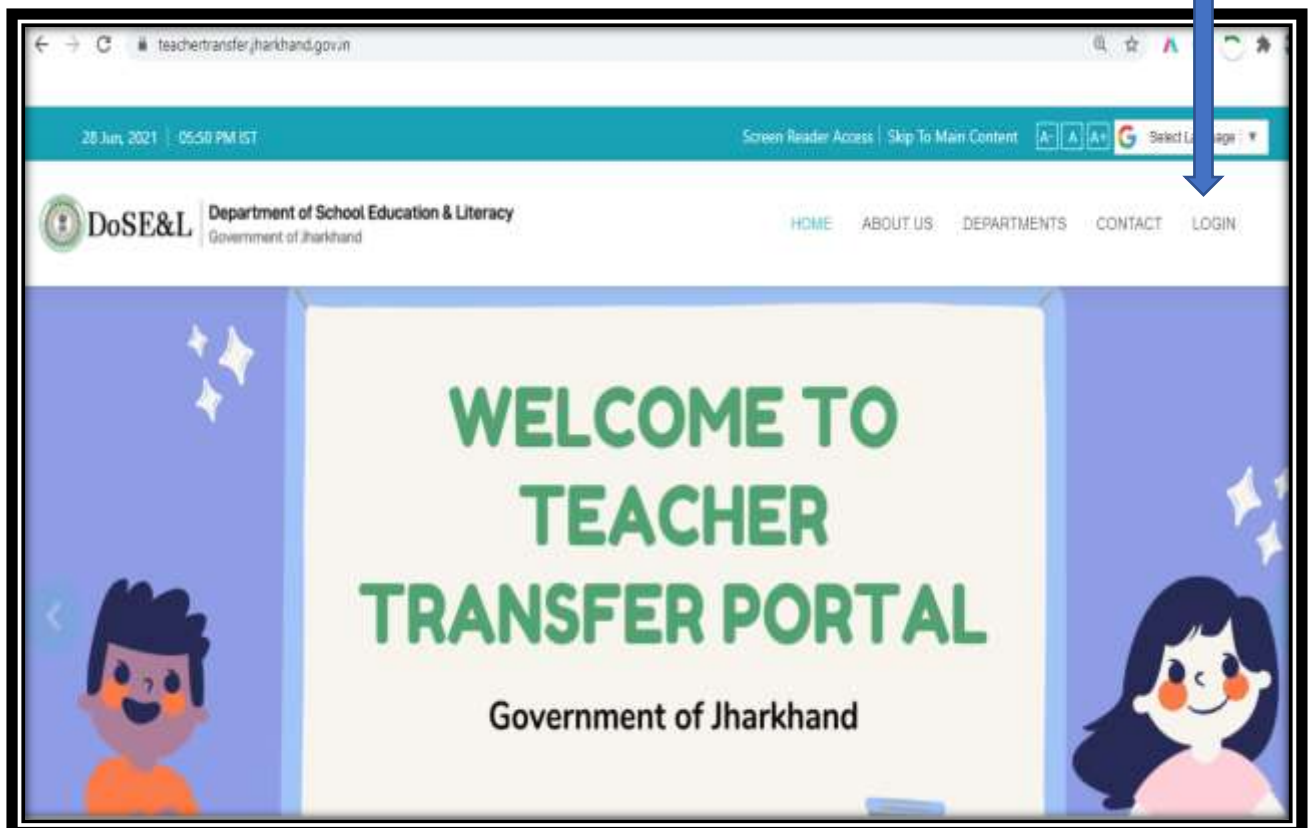 teachertransfer.jharkhand.gov.in
28 Jun, 2021 | 05:50 PM IST
Screen Reader Access | Skip To Main Content A- A A+ G Select Language ▼
DoSE&L
Department of School Education & Literacy
Government of Jharkhand
HOME ABOUT US DEPARTMENTS CONTACT LOGIN
WELCOME TO
TEACHER
TRANSFER PORTAL
Government of Jharkhand